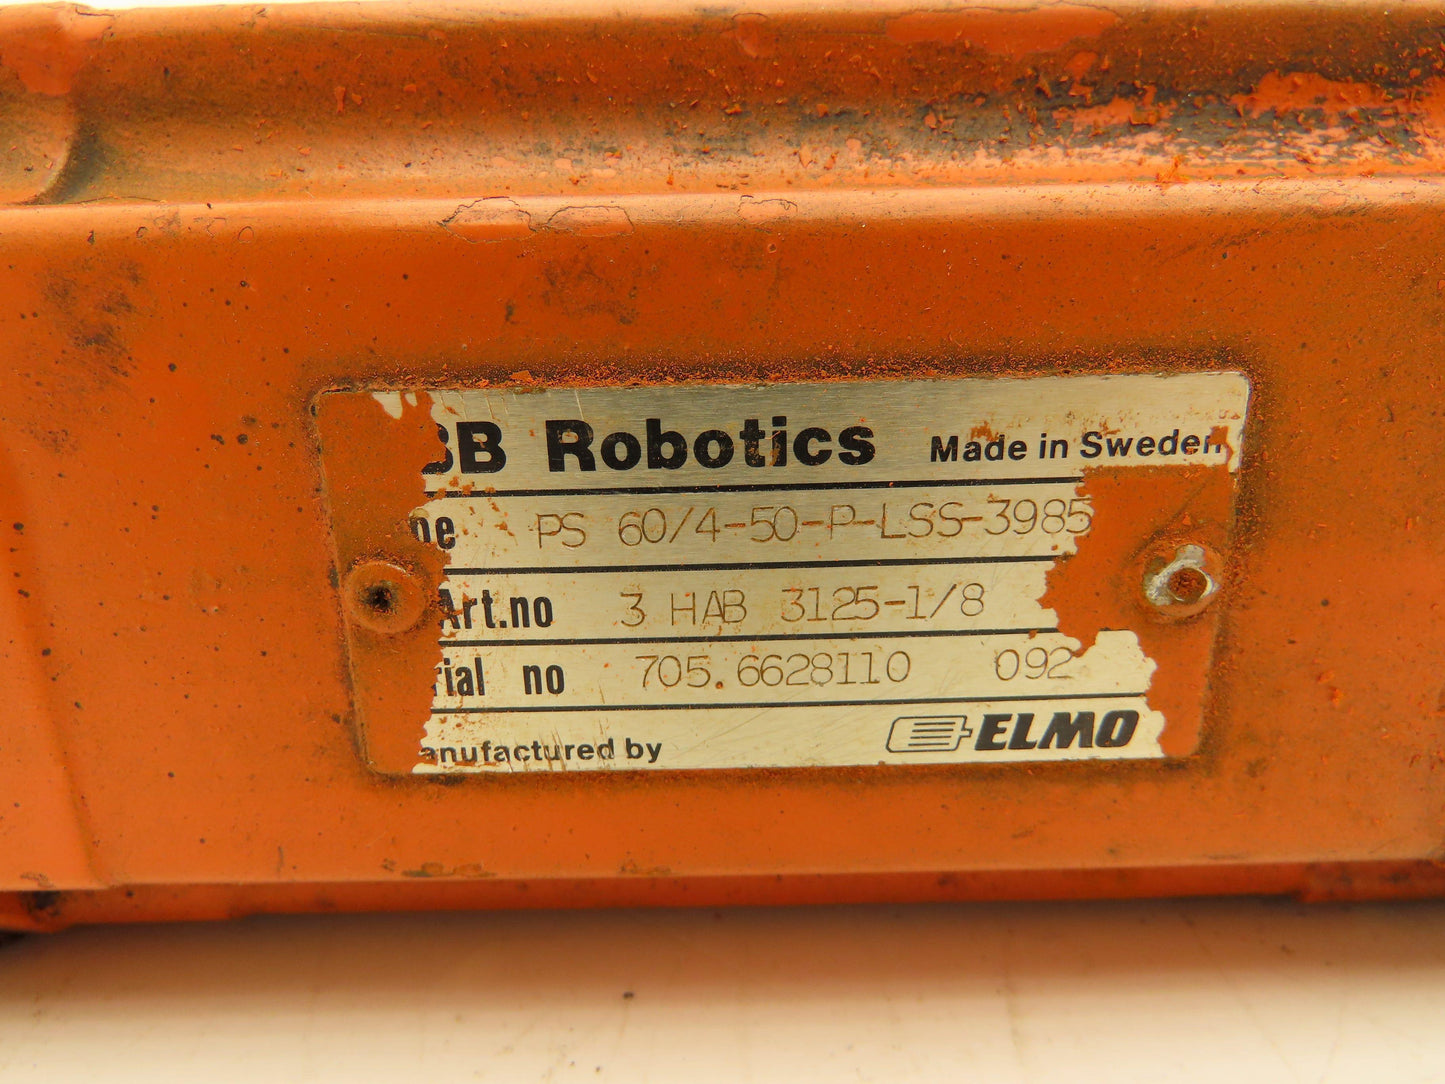 BB Robotics Made in Sweden
pe PS 60/4-50-P-LSS-3985
Art.no 3 HAB 3125-1/8
rial no 705.6628110 092
anufactured by ELMO